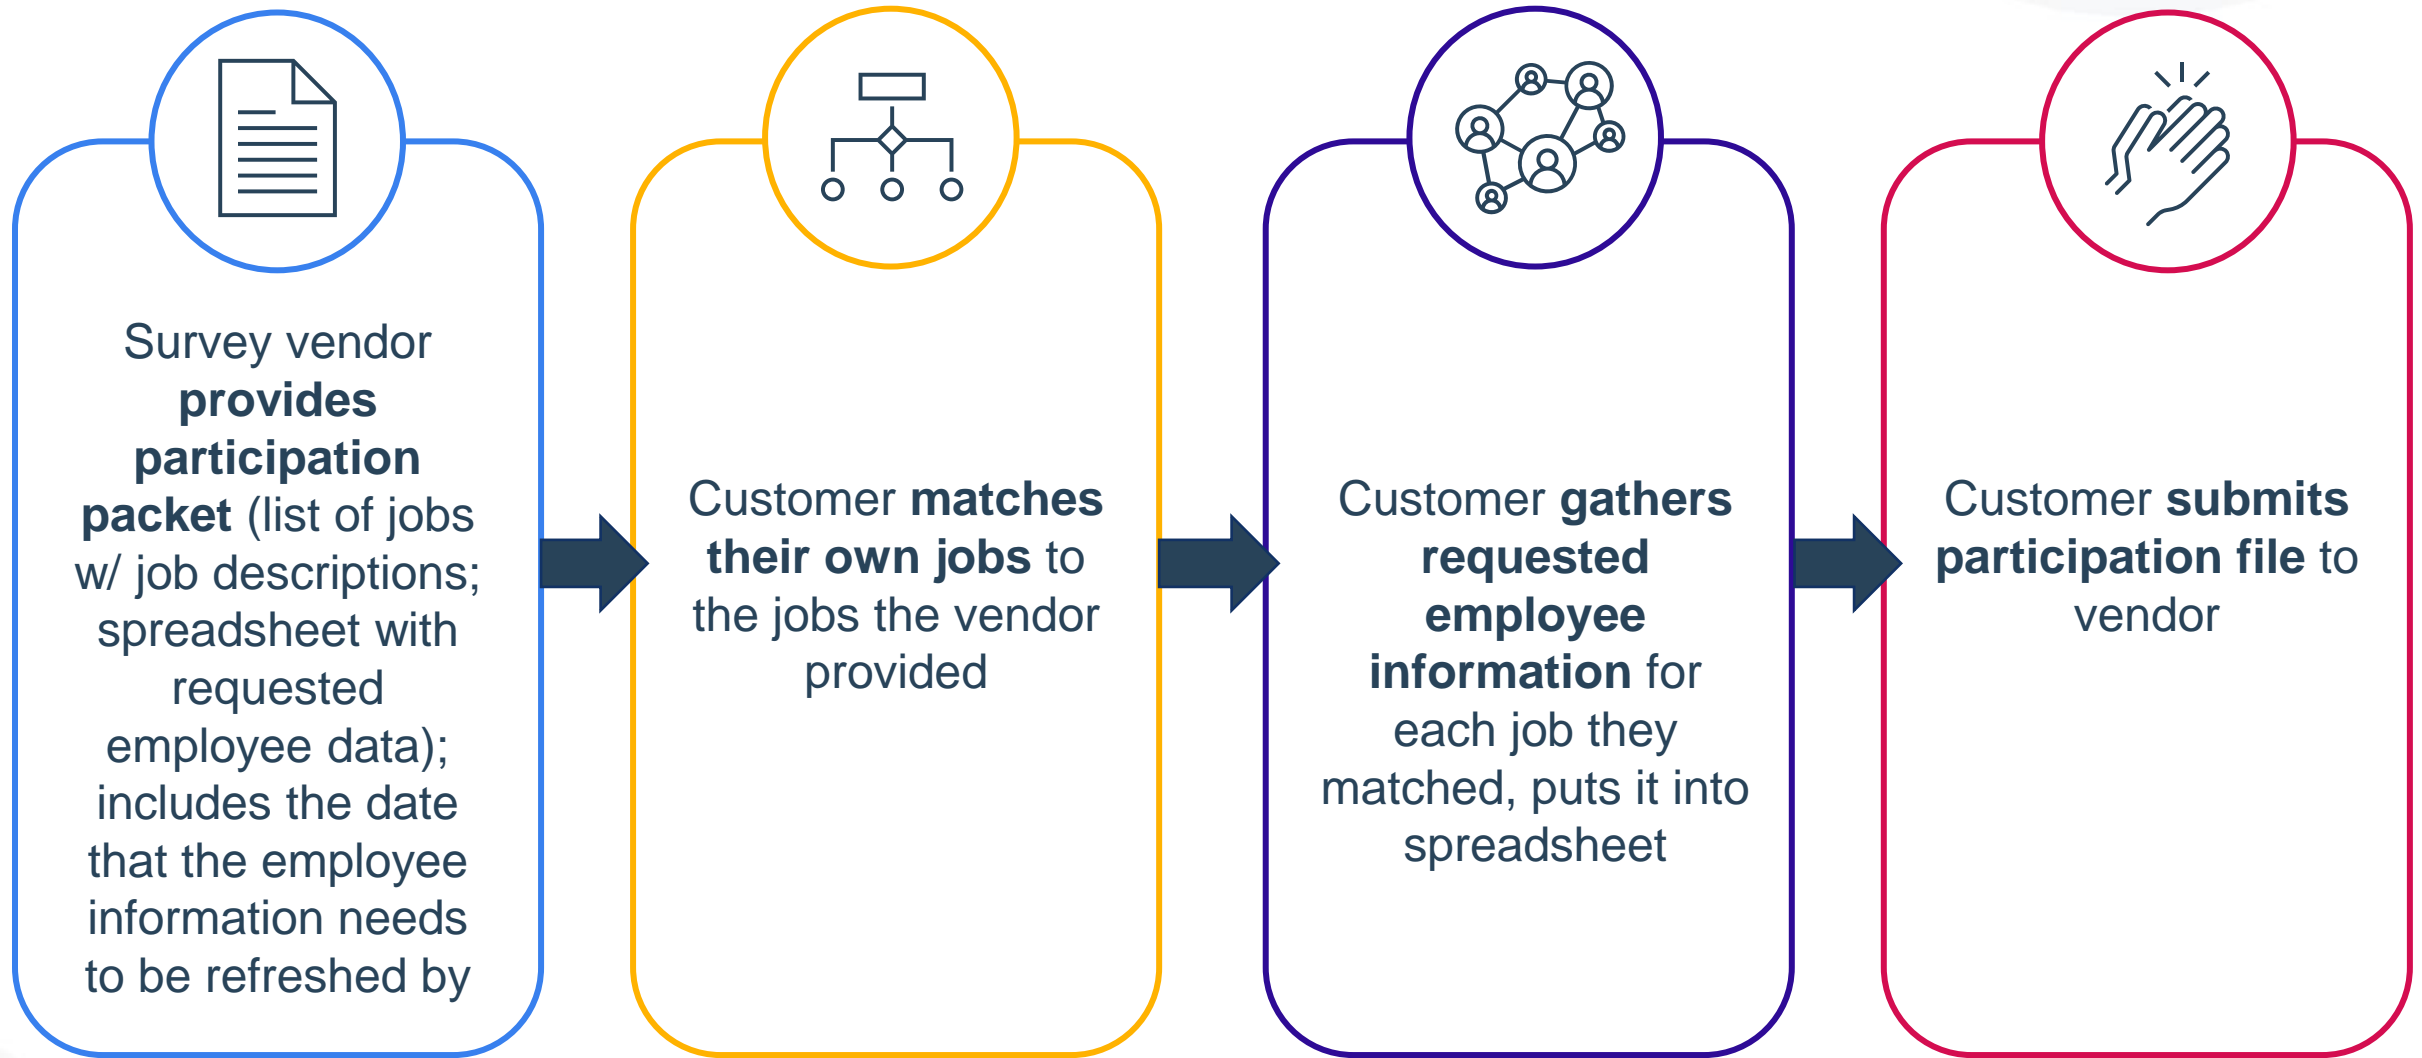 Survey vendor
provides
participation
packet (list of jobs
w/ job descriptions;
spreadsheet with
requested
employee data);
includes the date
that the employee
information needs
to be refreshed by
Customer matches
their own jobs to
the jobs the vendor
provided
Customer gathers
requested
employee
information for
each job they
matched, puts it into
spreadsheet
Customer submits
participation file to
vendor